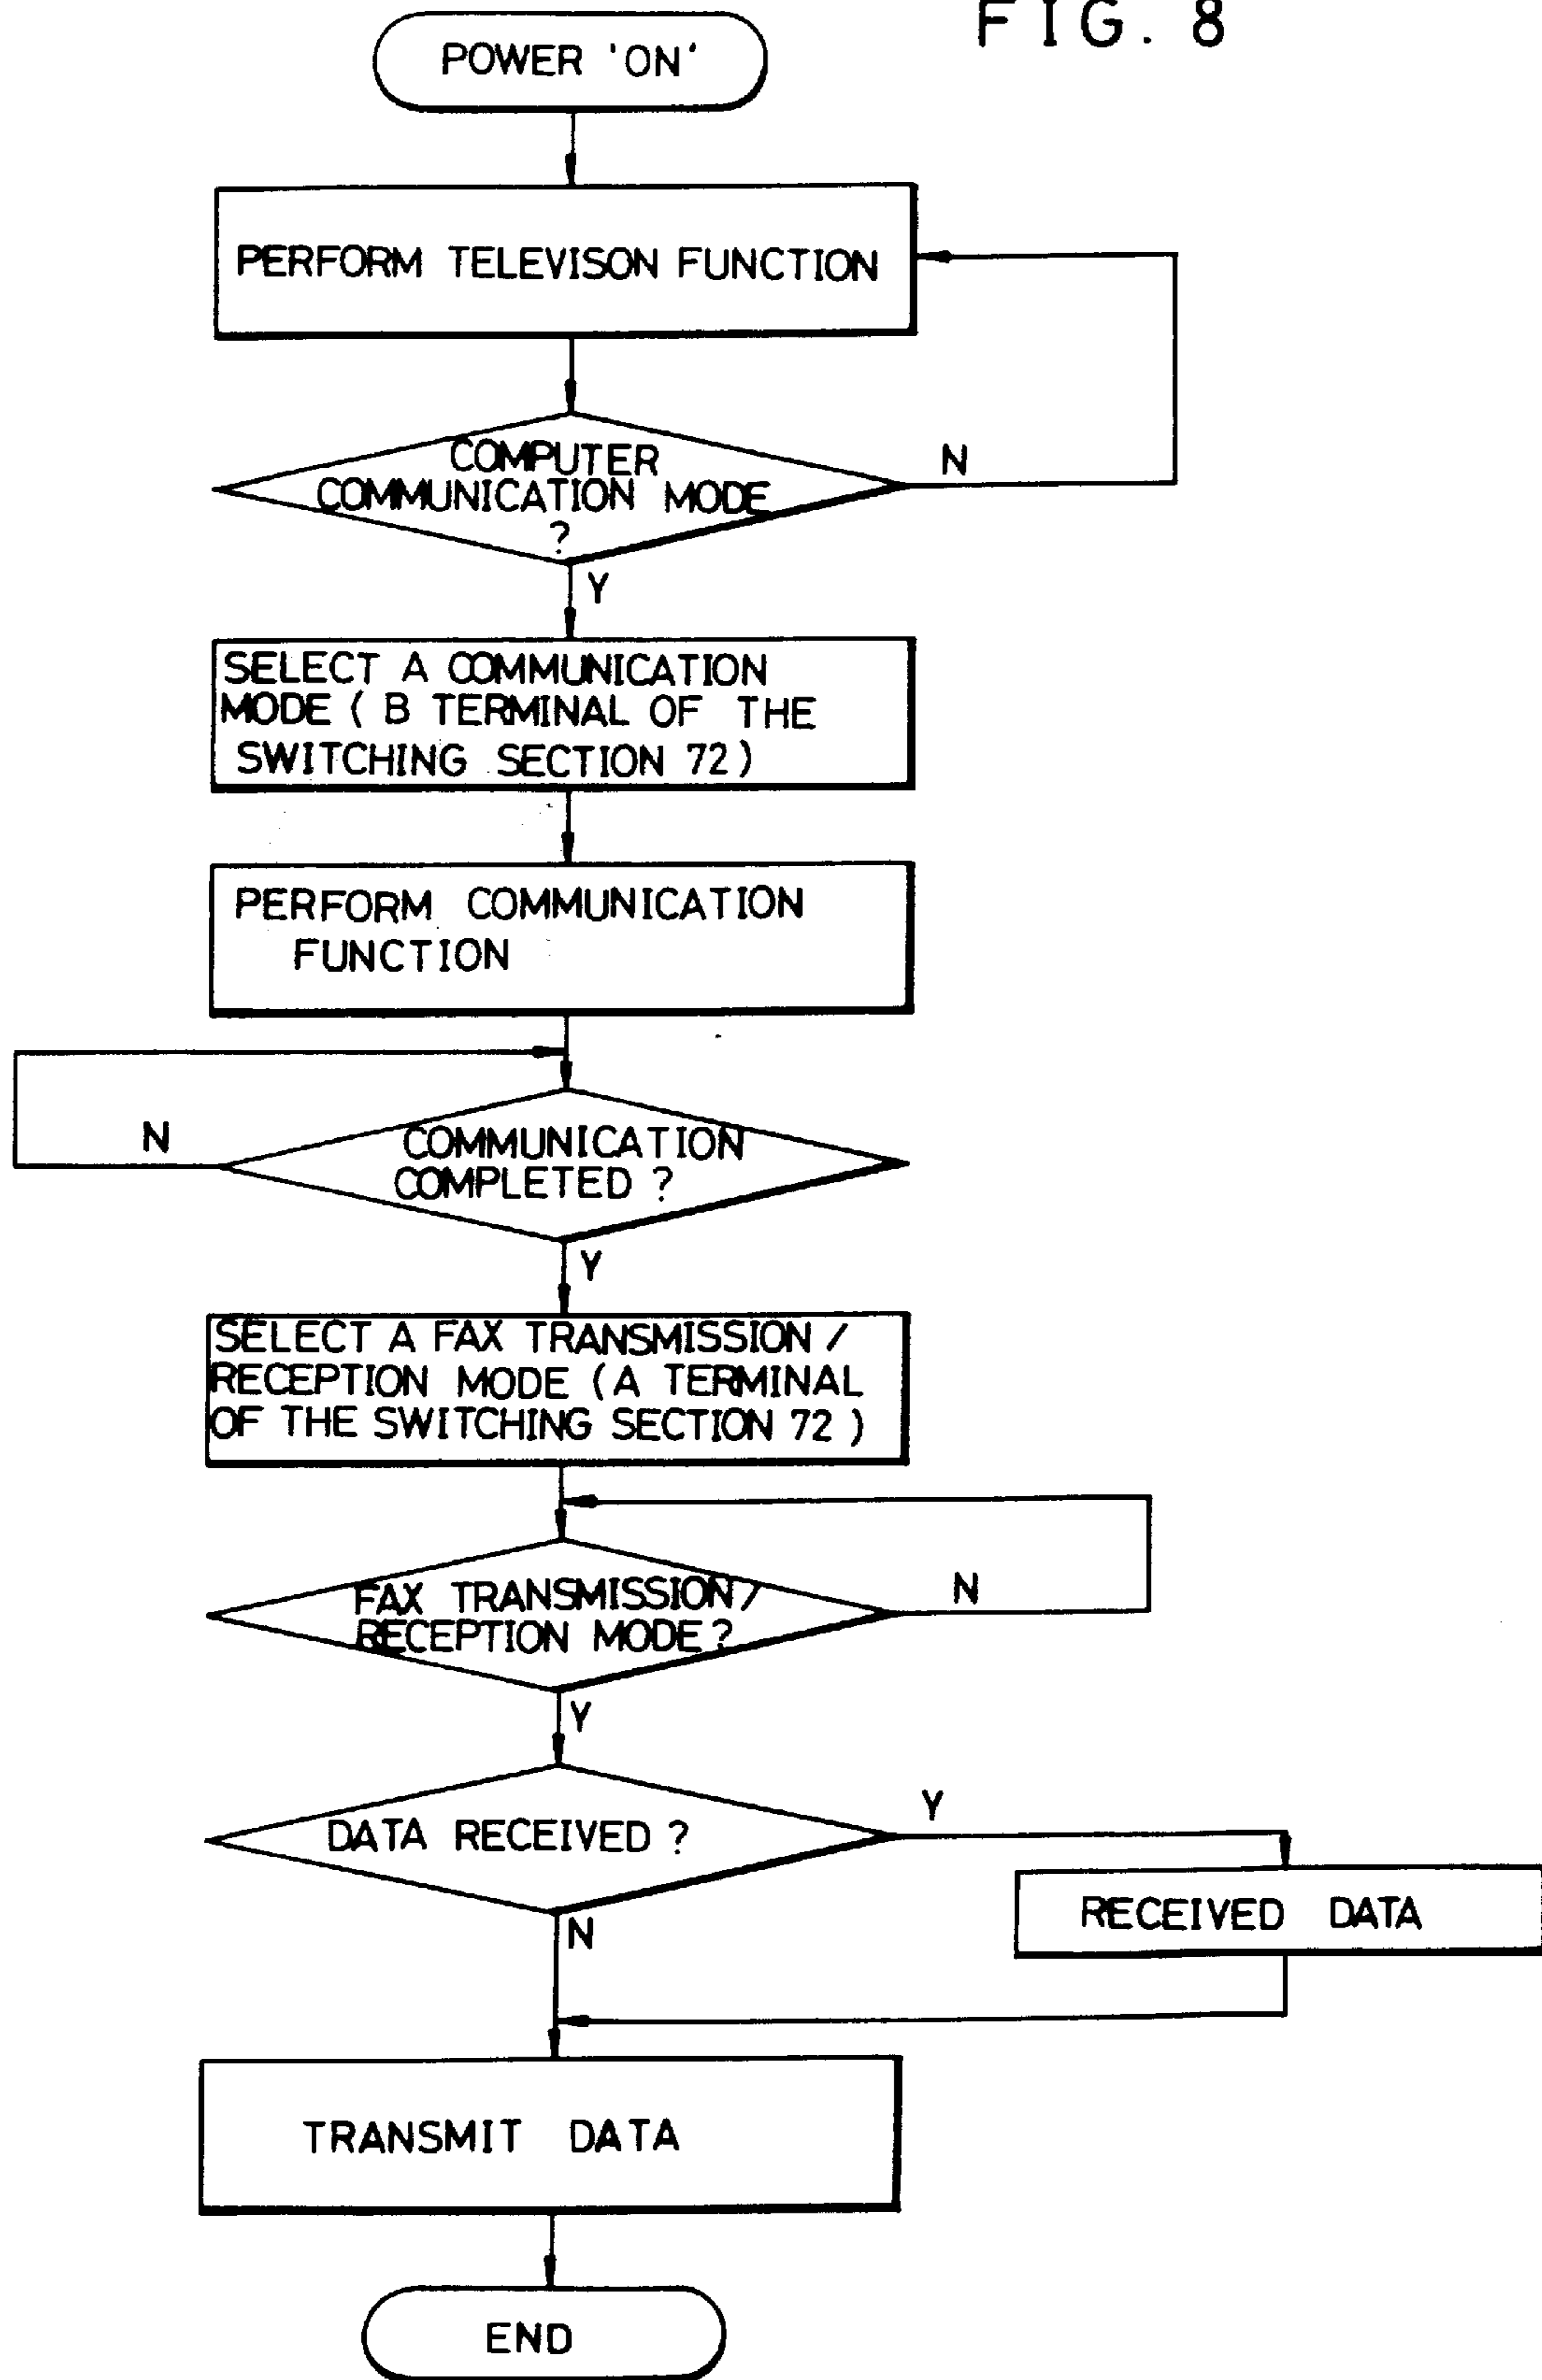 FIG. 8
POWER 'ON'
PERFORM TELEVISON FUNCTION
COMPUTER
COMMUNICATION MODE
?
N
Y
SELECT A COMMUNICATION
MODE ( B TERMINAL OF THE
SWITCHING SECTION 72 )
PERFORM COMMUNICATION
FUNCTION
N
COMMUNICATION
COMPLETED ?
Y
SELECT A FAX TRANSMISSION /
RECEPTION MODE ( A TERMINAL
OF THE SWITCHING SECTION 72 )
FAX TRANSMISSION /
RECEPTION MODE ?
N
Y
DATA RECEIVED ?
Y
N
RECEIVED DATA
TRANSMIT DATA
END